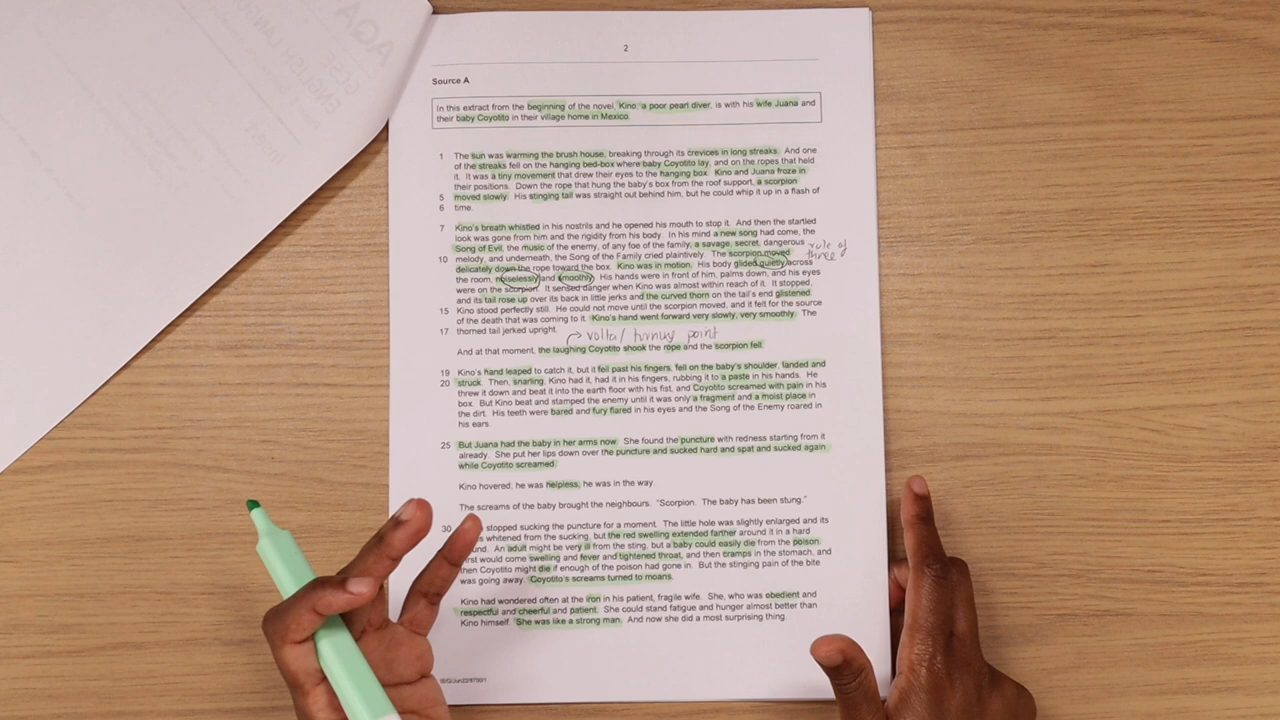 AQA
GCSE
ENGLISH LANGU
Insert
2
Source A
In this extract from the beginning of the novel, Kino, a poor pearl diver, is with his wife Juana and
their baby Coyotito in their village home in Mexico.
1 The sun was warming the brush house, breaking through its crevices in long streaks. And one
of the streaks fell on the hanging bed-box where baby Coyotito lay, and on the ropes that held
it. It was a tiny movement that drew their eyes to the hanging box. Kino and Juana froze in
their positions. Down the rope that hung the baby's box from the roof support, a scorpion
5 moved slowly. His stinging tail was straight out behind him, but he could whip it up in a flash of
6 time.
7 Kino's breath whistled in his nostrils and he opened his mouth to stop it. And then the startled
look was gone from him and the rigidity from his body. In his mind a new song had come, the
Song of Evil, the music of the enemy, of any foe of the family, a savage, secret, dangerous
rule of three
10 melody, and underneath, the Song of the Family cried plaintively. The scorpion moved
delicately down the rope toward the box. Kino was in motion. His body glided quietly across
the room, noiselessly and smoothly. His hands were in front of him, palms down, and his eyes
were on the scorpion. It sensed danger when Kino was almost within reach of it. It stopped,
and its tail rose up over its back in little jerks and the curved thorn on the tail's end glistened.
15 Kino stood perfectly still. He could not move until the scorpion moved, and it felt for the source
of the death that was coming to it. Kino's hand went forward very slowly, very smoothly. The
17 thorned tail jerked upright.
volta/ turning point
And at that moment, the laughing Coyotito shook the rope and the scorpion fell.
19 Kino's hand leaped to catch it, but it fell past his fingers, fell on the baby's shoulder, landed and
20 struck. Then, snarling, Kino had it, had it in his fingers, rubbing it to a paste in his hands. He
threw it down and beat it into the earth floor with his fist, and Coyotito screamed with pain in his
box. But Kino beat and stamped the enemy until it was only a fragment and a moist place in
the dirt. His teeth were bared and fury flared in his eyes and the Song of the Enemy roared in
his ears.
25 But Juana had the baby in her arms now. She found the puncture with redness starting from it
already. She put her lips down over the puncture and sucked hard and spat and sucked again
while Coyotito screamed.
Kino hovered; he was helpless, he was in the way.
The screams of the baby brought the neighbours. "Scorpion. The baby has been stung."
30 stopped sucking the puncture for a moment. The little hole was slightly enlarged and its
whitened from the sucking, but the red swelling extended farther around it in a hard
An adult might be very ill from the sting, but a baby could easily die from the poison.
would come swelling and fever and tightened throat, and then cramps in the stomach, and
then Coyotito might die if enough of the poison had gone in. But the stinging pain of the bite
was going away. Coyotito's screams turned to moans.
Kino had wondered often at the iron in his patient, fragile wife. She, who was obedient and
respectful and cheerful and patient. She could stand fatigue and hunger almost better than
Kino himself. She was like a strong man. And now she did a most surprising thing.